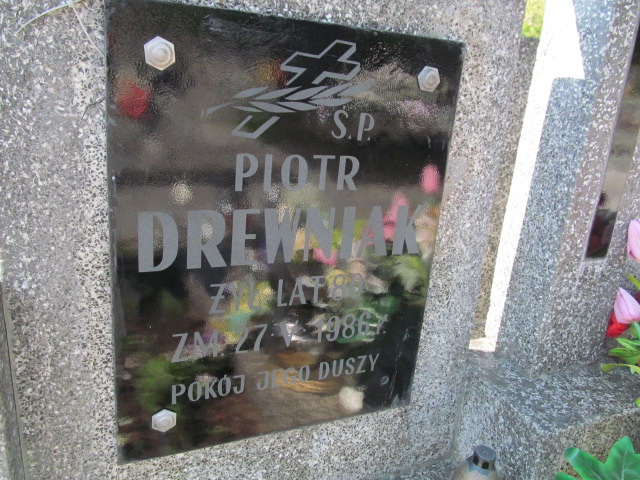 Ś.P.
PIOTR
DREWNIAK
ŻYŁ LAT
ZM. 27 V. 1986 r.
POKÓJ JEGO DUSZY